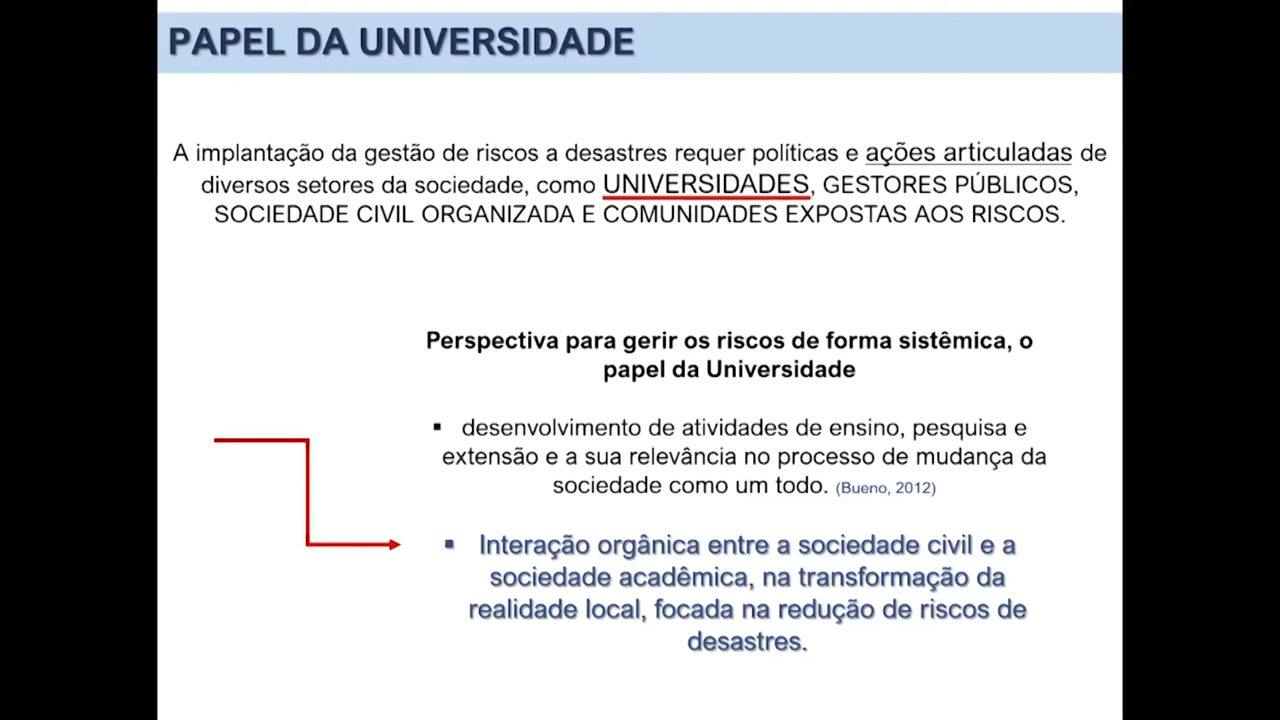 PAPEL DA UNIVERSIDADE
A implantação da gestão de riscos a desastres requer políticas e ações articuladas de
diversos setores da sociedade, como UNIVERSIDADES, GESTORES PÚBLICOS,
SOCIEDADE CIVIL ORGANIZADA E COMUNIDADES EXPOSTAS AOS RISCOS.
Perspectiva para gerir os riscos de forma sistêmica, o
papel da Universidade
▪ desenvolvimento de atividades de ensino, pesquisa e
extensão e a sua relevância no processo de mudança da
sociedade como um todo. (Bueno, 2012)
▪ Interação orgânica entre a sociedade civil e a
sociedade acadêmica, na transformação da
realidade local, focada na redução de riscos de
desastres.